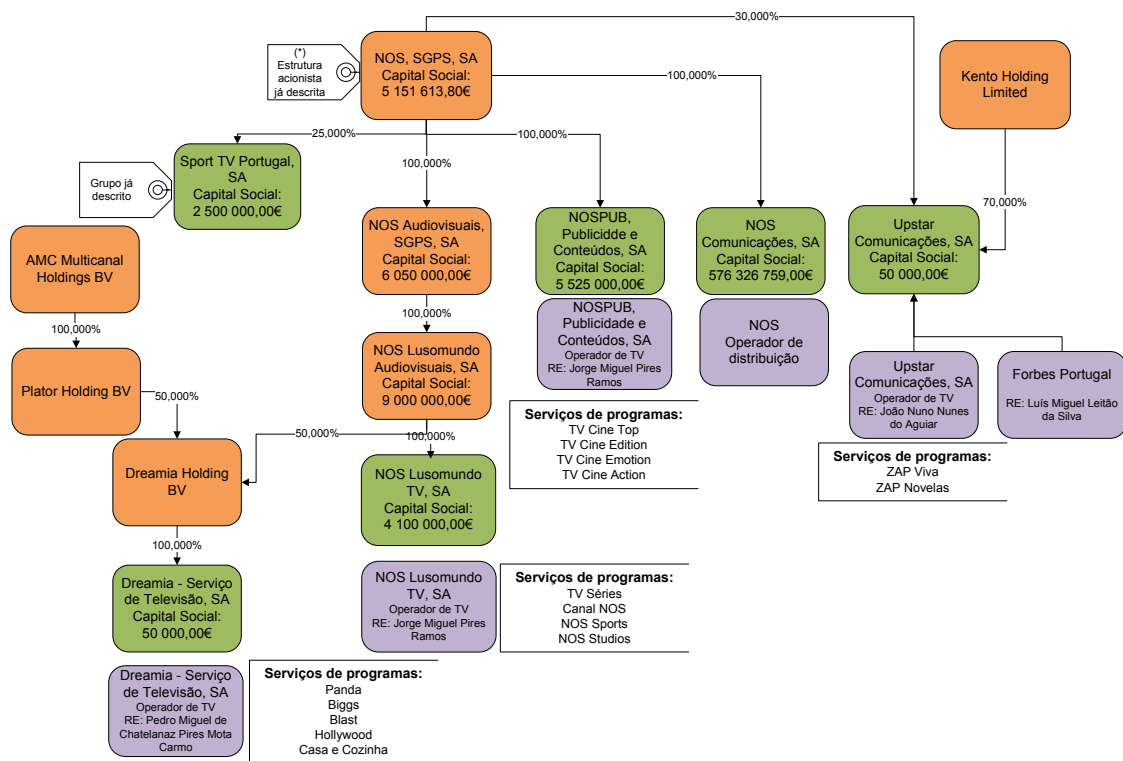 30,000%
(*)
Estrutura
acionista
já descrita
NOS, SGPS, SA
Capital Social:
5 151 613,80€
100,000%
Kento Holding
Limited
25,000%
100,000%
100,000%
70,000%
Grupo já
descrito
Sport TV Portugal,
SA
Capital Social:
2 500 000,00€
AMC Multicanal
Holdings BV
NOS Audiovisuais,
SGPS, SA
Capital Social:
6 050 000,00€
NOSPUB,
Publicidde e
Conteúdos, SA
Capital Social:
5 525 000,00€
NOS
Comunicações, SA
Capital Social:
576 326 759,00€
Upstar
Comunicações, SA
Capital Social:
50 000,00€
100,000%
100,000%
Plator Holding BV
50,000%
NOS Lusomundo
Audiovisuais, SA
Capital Social:
9 000 000,00€
NOSPUB,
Publicidade e
Conteúdos, SA
Operador de TV
RE: Jorge Miguel Pires
Ramos
NOS
Operador de
distribuição
Upstar
Comunicações, SA
Operador de TV
RE: João Nuno Nunes
do Aguiar
Forbes Portugal
RE: Luís Miguel Leitão
da Silva
Serviços de programas:
TV Cine Top
TV Cine Edition
TV Cine Emotion
TV Cine Action
Serviços de programas:
ZAP Viva
ZAP Novelas
50,000%
100,000%
Dreamia Holding
BV
NOS Lusomundo
TV, SA
Capital Social:
4 100 000,00€
100,000%
Dreamia - Serviço
de Televisão, SA
Capital Social:
50 000,00€
NOS Lusomundo
TV, SA
Operador de TV
RE: Jorge Miguel Pires
Ramos
Serviços de programas:
TV Séries
Canal NOS
NOS Sports
NOS Studios
Dreamia - Serviço
de Televisão, SA
Operador de TV
RE: Pedro Miguel de
Chatelanaz Pires Mota
Carmo
Serviços de programas:
Panda
Biggs
Blast
Hollywood
Casa e Cozinha